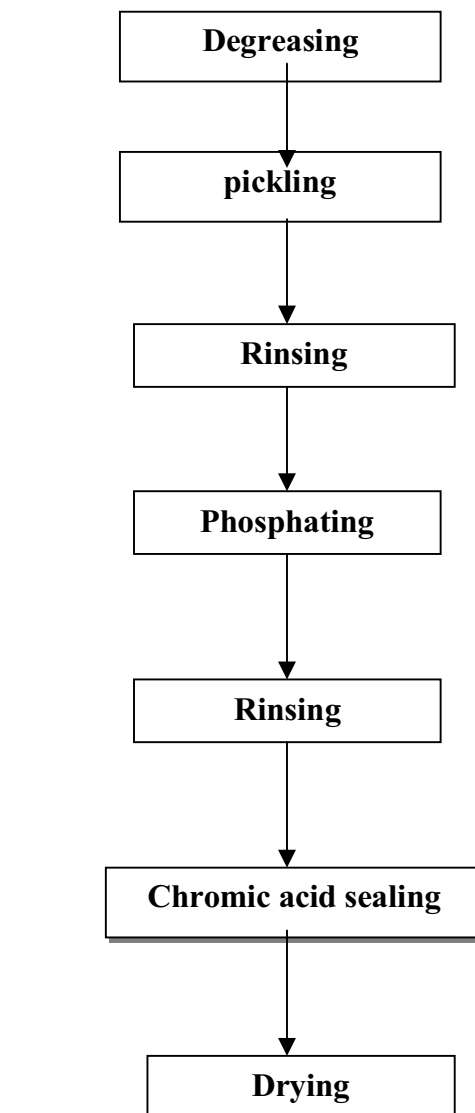 Degreasing
pickling
Rinsing
Phosphating
Rinsing
Chromic acid sealing
Drying